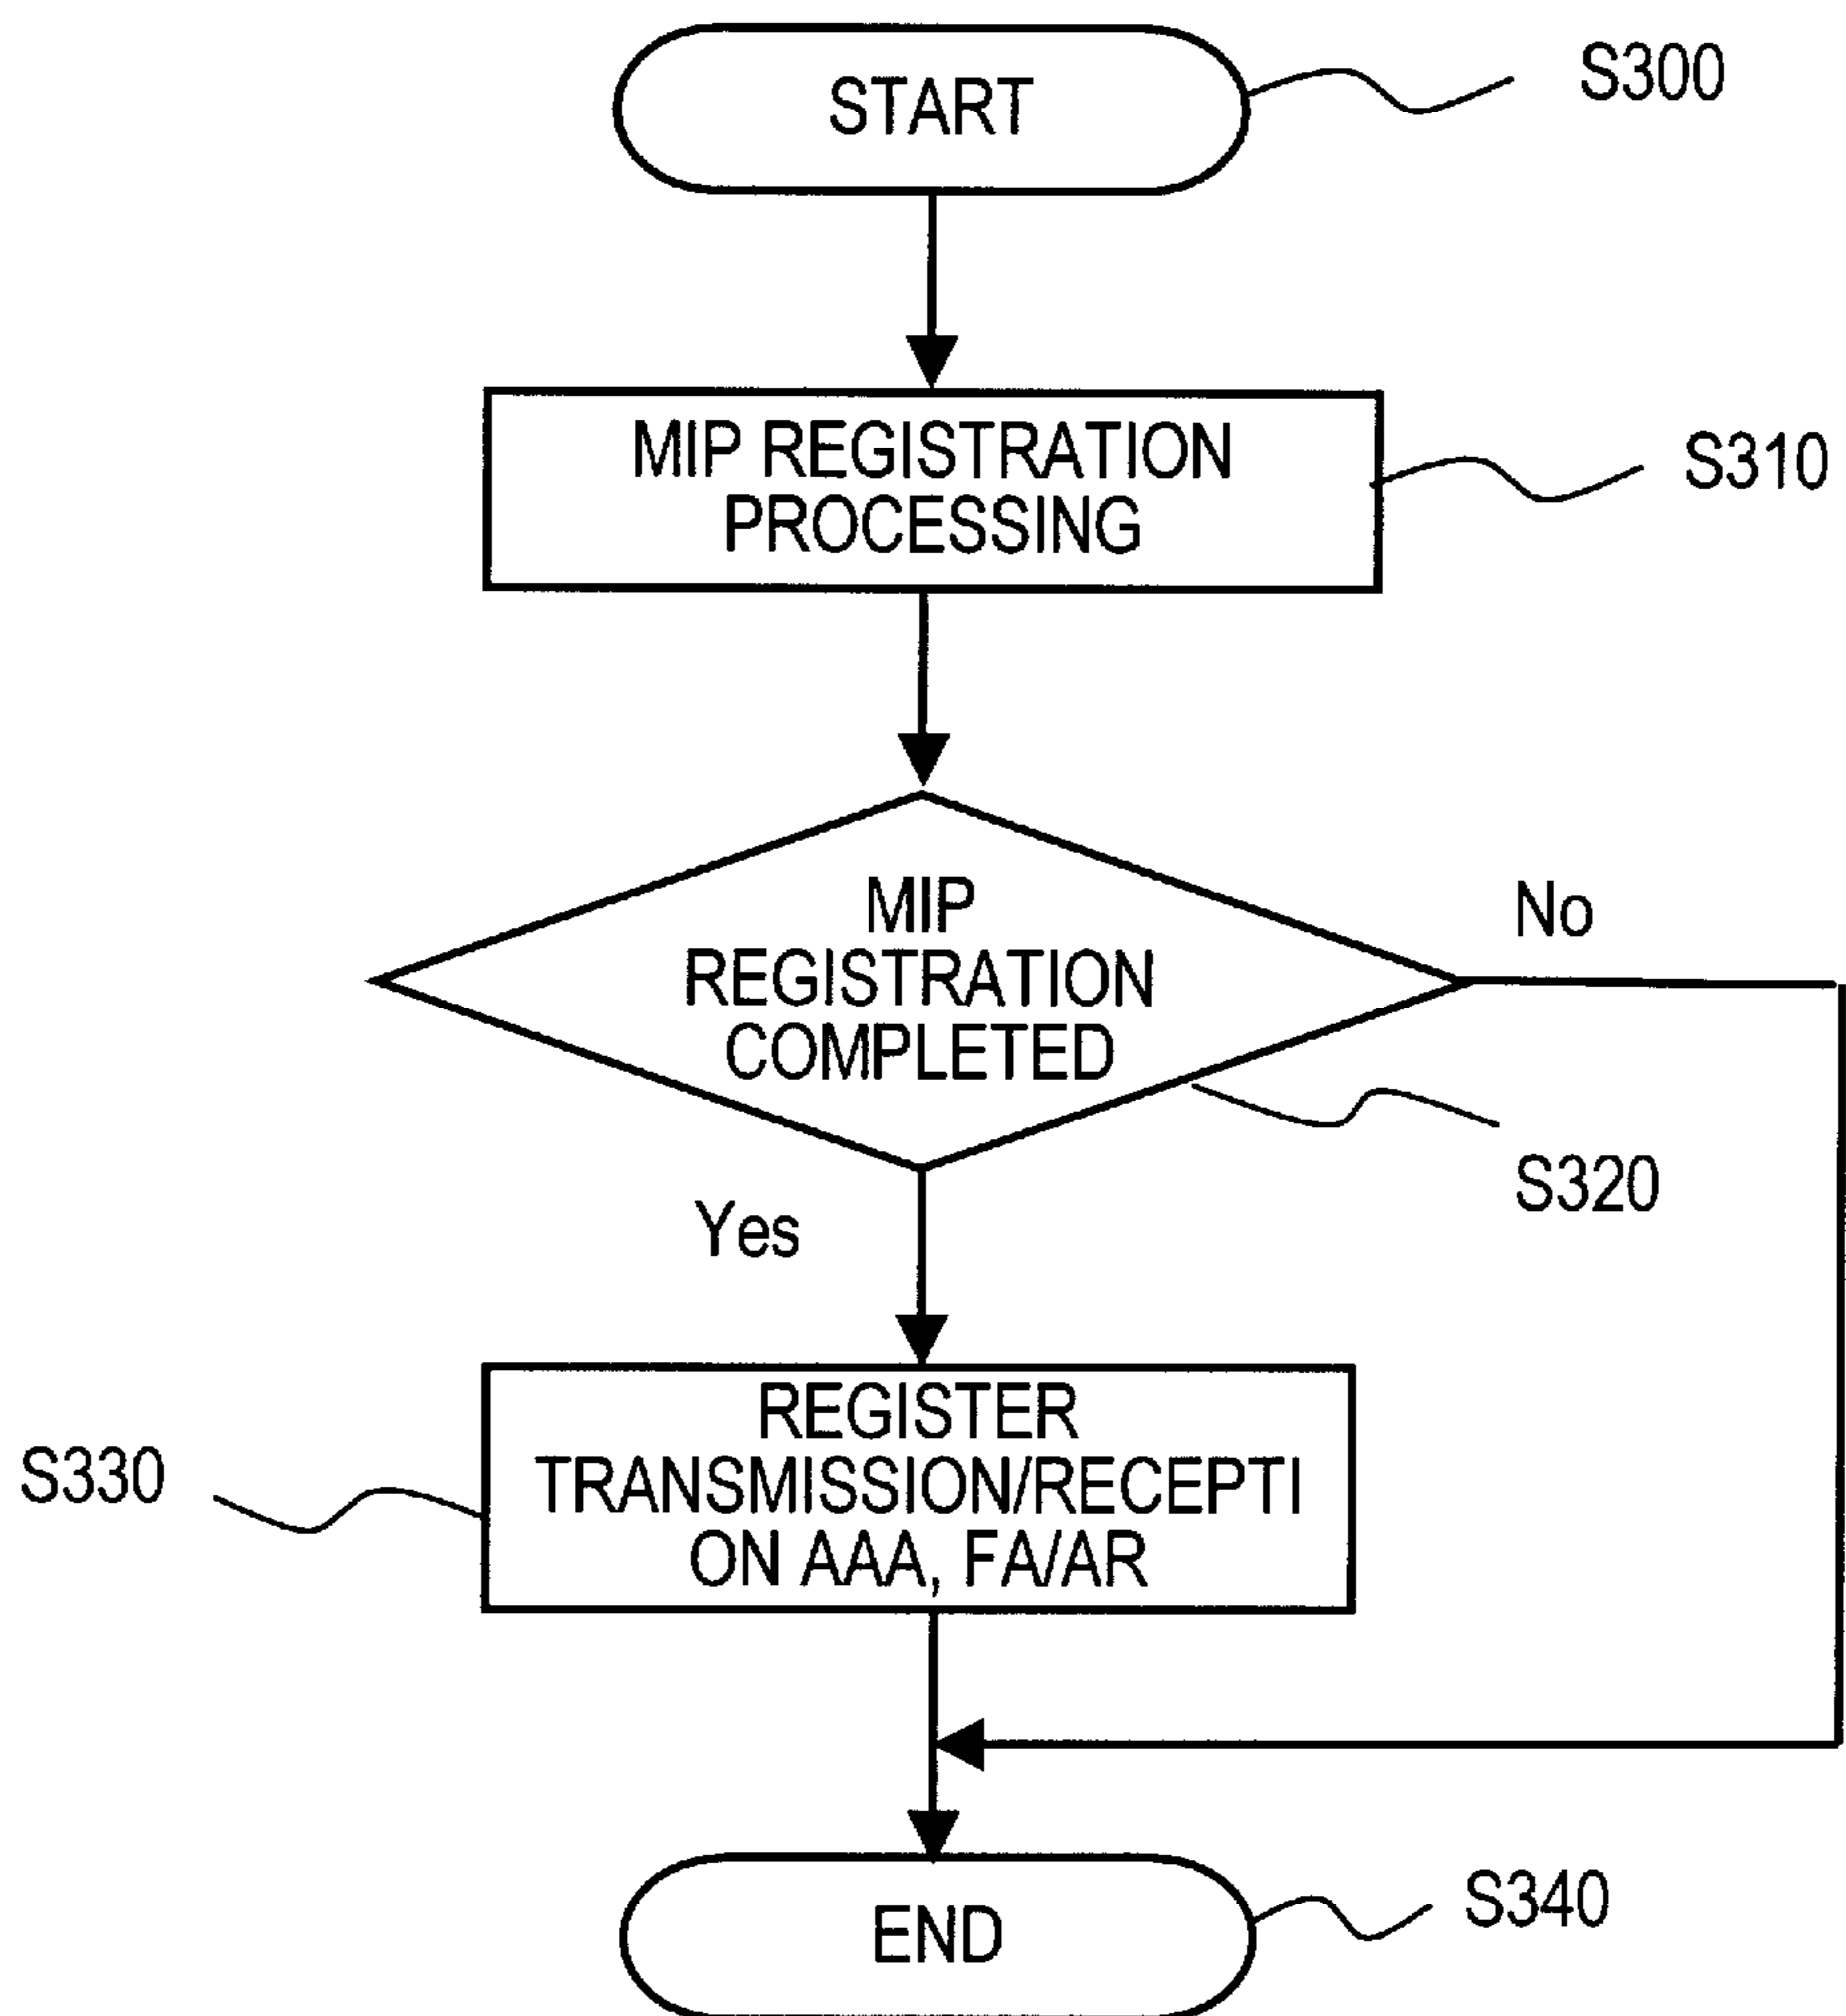 START
S300
MIP REGISTRATION
PROCESSING
S310
MIP
REGISTRATION
COMPLETED
No
S320
Yes
REGISTER
TRANSMISSION/RECEPTI
ON AAA, FA/AR
S330
END
S340